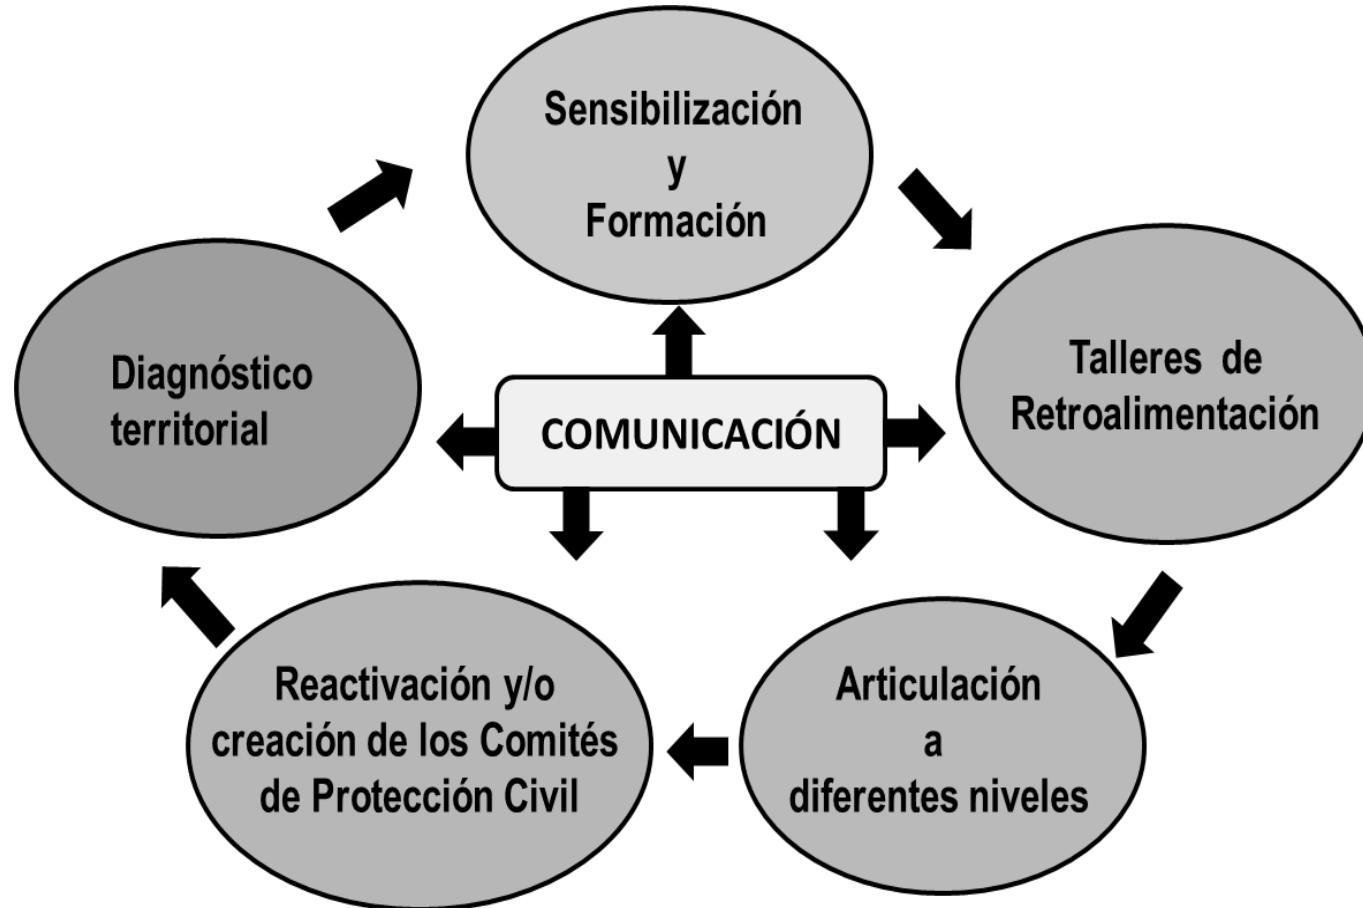 Sensibilización
y
Formación
Diagnóstico
territorial
COMUNICACIÓN
Talleres de
Retroalimentación
Reactivación y/o
creación de los Comités
de Protección Civil
Articulación
a
diferentes niveles